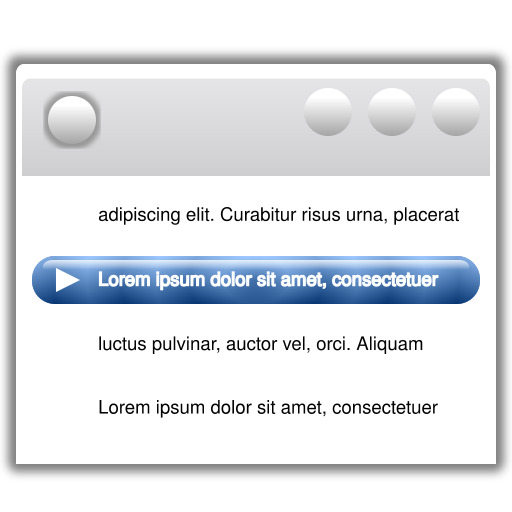 adipiscing elit. Curabitur risus urna, placerat
Lorem ipsum dolor sit amet, consectetuer
luctus pulvinar, auctor vel, orci. Aliquam
Lorem ipsum dolor sit amet, consectetuer